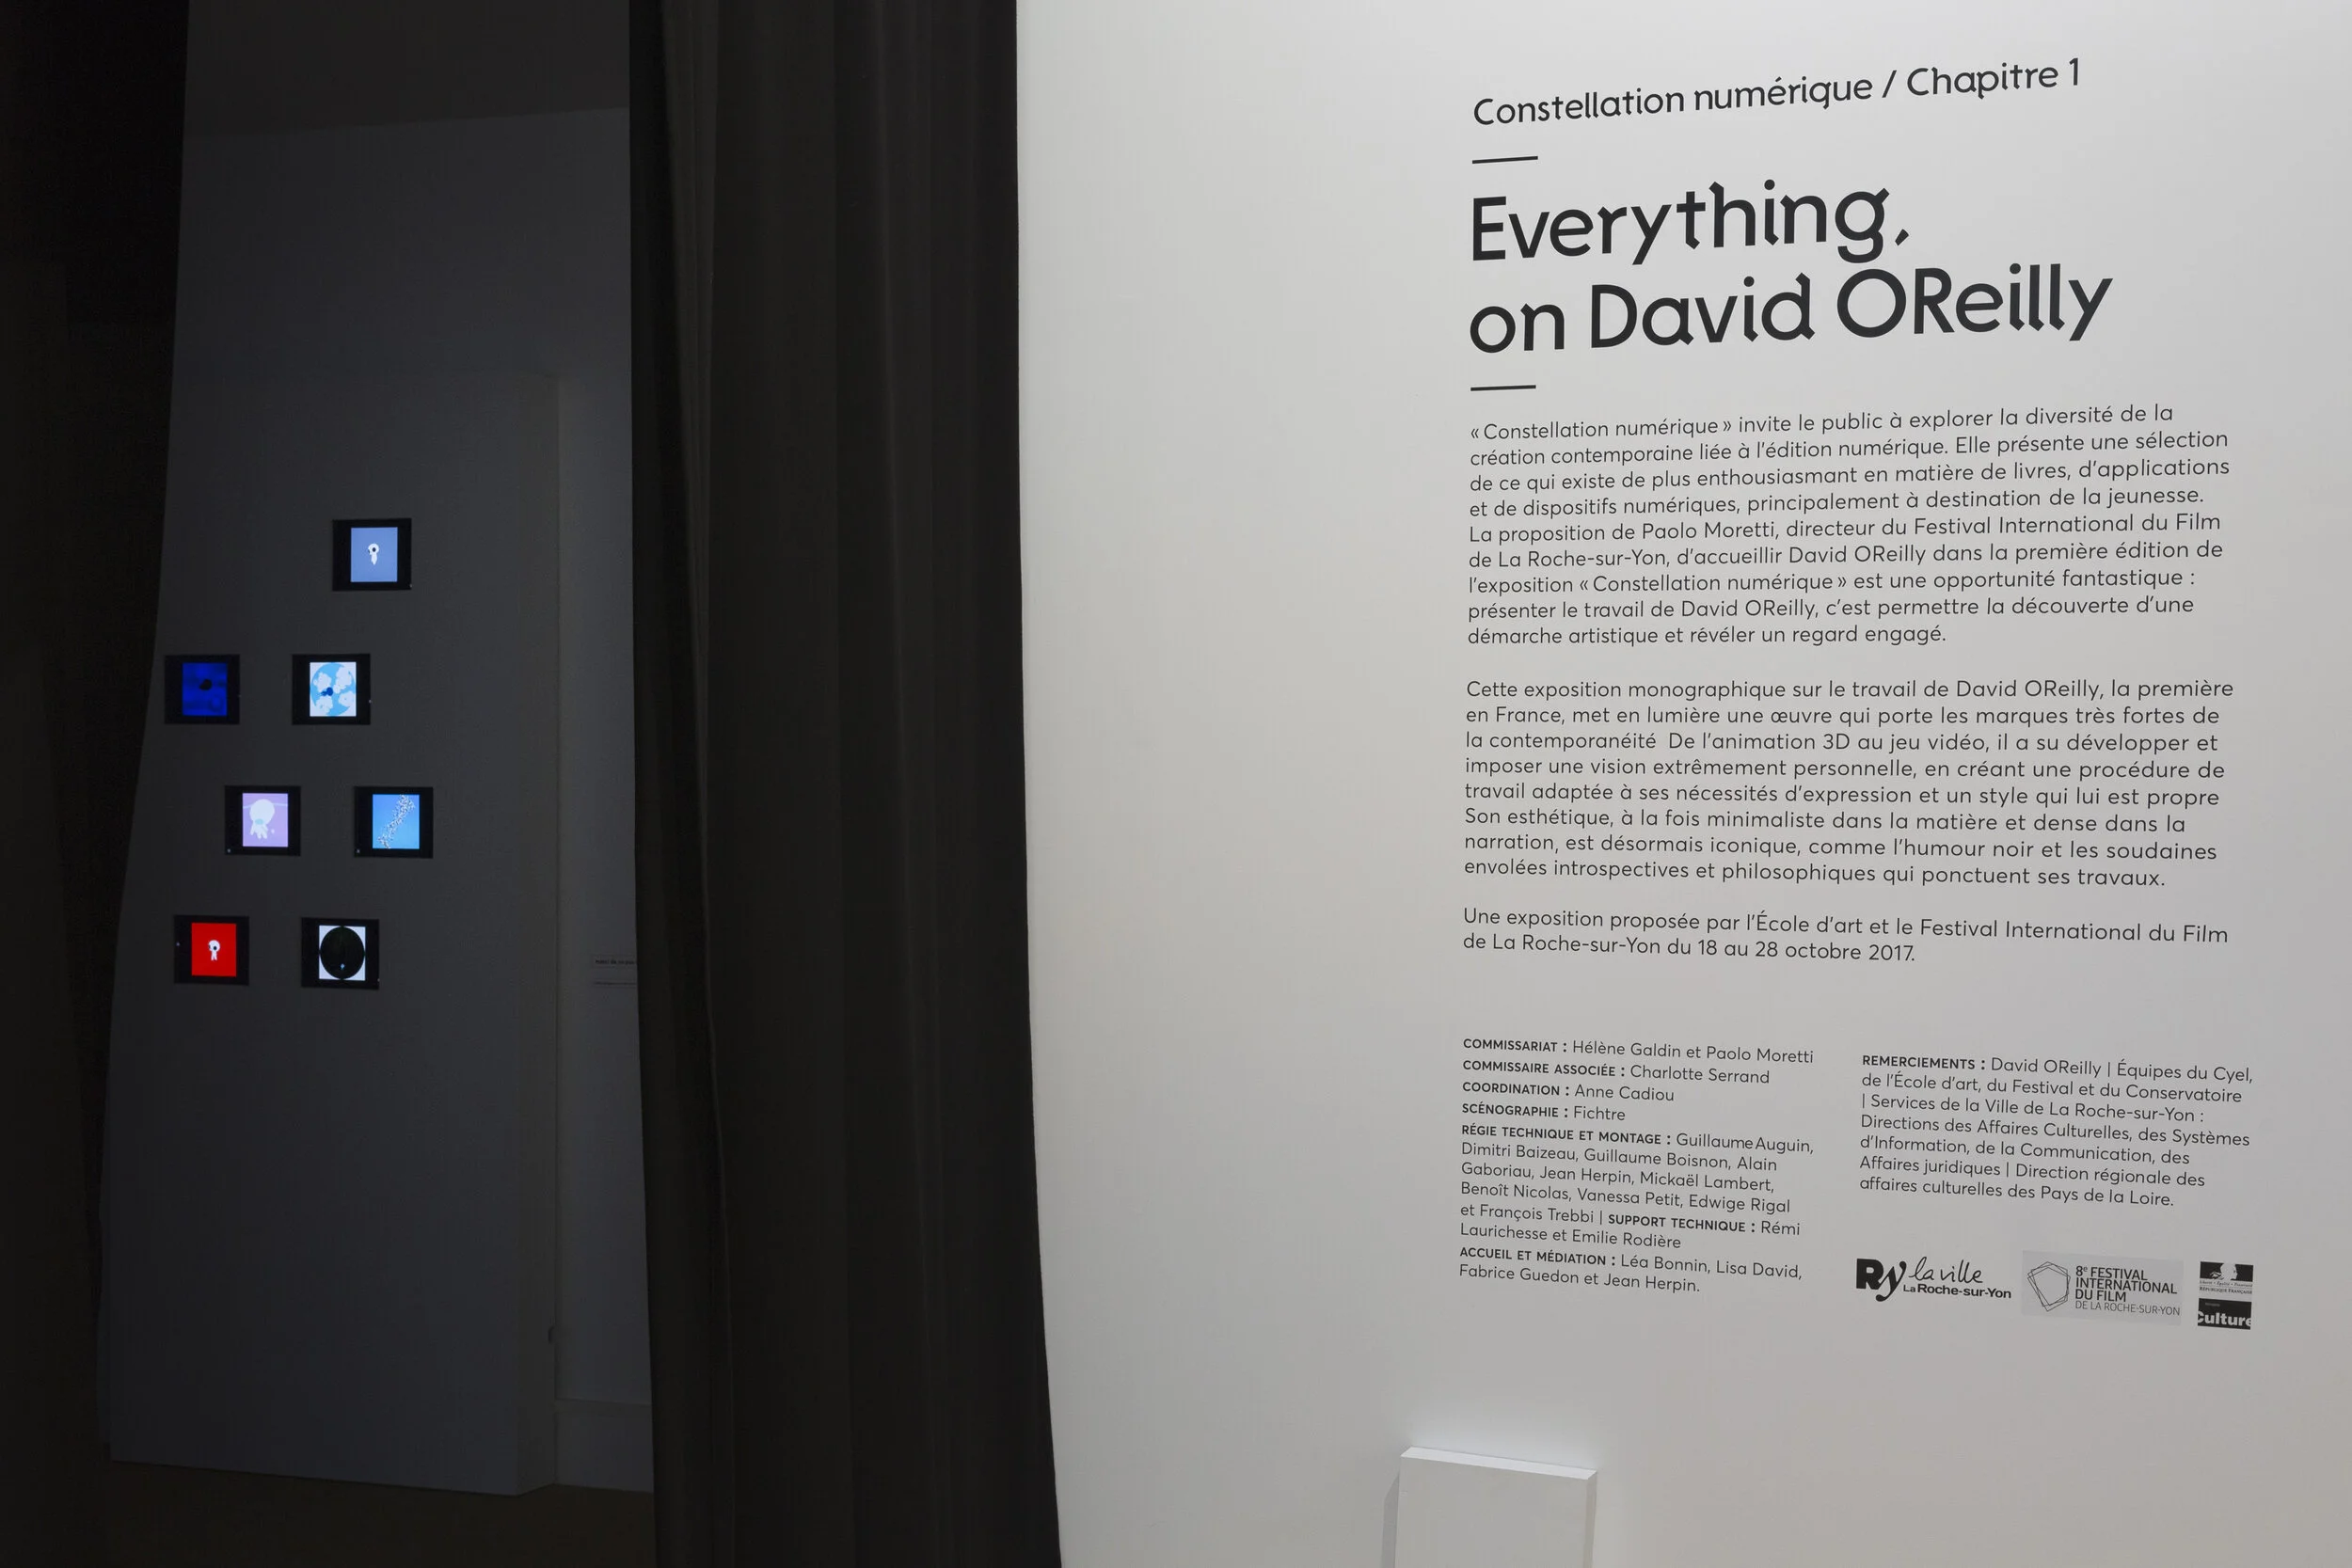 Constellation numérique / Chapitre 1
Everything,
on David OReilly
« Constellation numérique » invite le public à explorer la diversité de la
création contemporaine liée à l'édition numérique. Elle présente une sélection
de ce qui existe de plus enthousiasmant en matière de livres, d'applications
et de dispositifs numériques, principalement à destination de la jeunesse.
La proposition de Paolo Moretti, directeur du Festival International du Film
de La Roche-sur-Yon, d'accueillir David OReilly dans la première édition de
l'exposition « Constellation numérique » est une opportunité fantastique :
présenter le travail de David OReilly, c'est permettre la découverte d'une
démarche artistique et révéler un regard engagé.
Cette exposition monographique sur le travail de David OReilly, la première
en France, met en lumière une œuvre qui porte les marques très fortes de
la contemporanéité  De l'animation 3D au jeu vidéo, il a su développer et
imposer une vision extrêmement personnelle, en créant une procédure de
travail adaptée à ses nécessités d'expression et un style qui lui est propre
Son esthétique, à la fois minimaliste dans la matière et dense dans la
narration, est désormais iconique, comme l'humour noir et les soudaines
envolées introspectives et philosophiques qui ponctuent ses travaux.
Une exposition proposée par l'École d'art et le Festival International du Film
de La Roche-sur-Yon du 18 au 28 octobre 2017.
COMMISSARIAT : Hélène Galdin et Paolo Moretti
COMMISSAIRE ASSOCIÉE : Charlotte Serrand
COORDINATION : Anne Cadiou
SCÉNOGRAPHIE : Fichtre
RÉGIE TECHNIQUE ET MONTAGE : Guillaume Auguin,
Dimitri Baizeau, Guillaume Boisnon, Alain
Gaboriau, Jean Herpin, Mickaël Lambert,
Benoît Nicolas, Vanessa Petit, Edwige Rigal
et François Trebbi | SUPPORT TECHNIQUE : Rémi
Laurichesse et Emilie Rodière
ACCUEIL ET MÉDIATION : Léa Bonnin, Lisa David,
Fabrice Guedon et Jean Herpin.
REMERCIEMENTS : David OReilly | Équipes du Cyel,
de l'École d'art, du Festival et du Conservatoire
| Services de la Ville de La Roche-sur-Yon :
Directions des Affaires Culturelles, des Systèmes
d'Information, de la Communication, des
Affaires juridiques | Direction régionale des
affaires culturelles des Pays de la Loire.
Ry la ville
La Roche-sur-Yon
8e FESTIVAL
INTERNATIONAL
DU FILM
DE LA ROCHE-SUR-YON
RÉPUBLIQUE FRANÇAISE
Culture